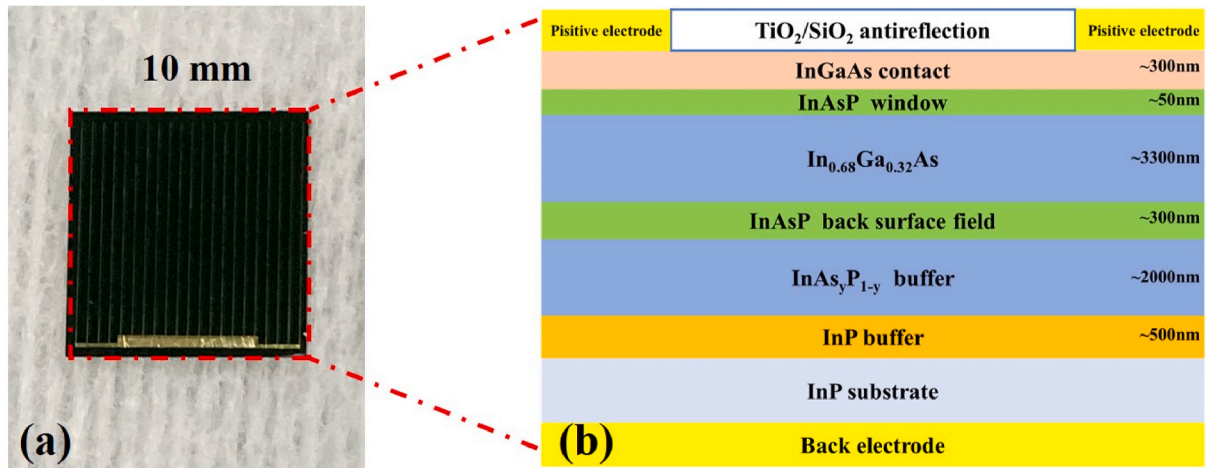 10 mm
(a)
Pisitive electrode
TiO₂/SiO₂ antireflection
Pisitive electrode
InGaAs contact
~300nm
InAsP window
~50nm
In₀.₆₈Ga₀.₃₂As
~3300nm
InAsP back surface field
~300nm
InAsᵧP₁₋ᵧ buffer
~2000nm
InP buffer
~500nm
InP substrate
(b)
Back electrode